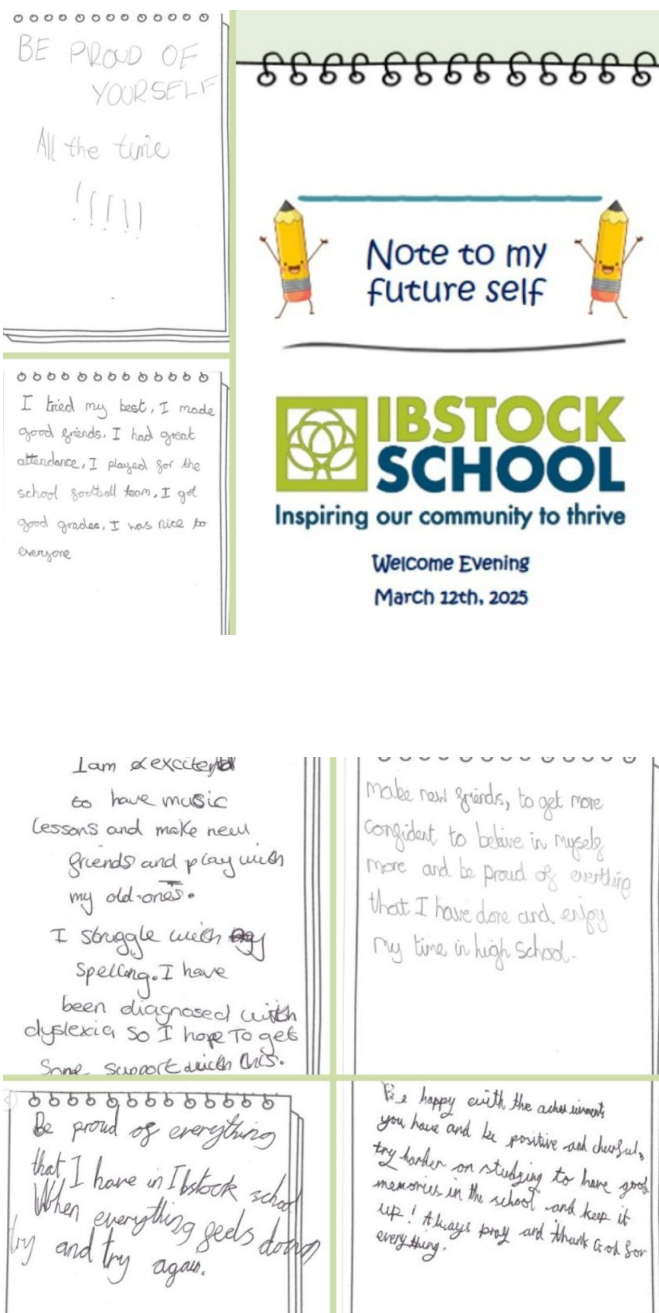 BE PROUD OF
YOURSELF
All the time
!!!!!
Note to my
future self
IBSTOCK
SCHOOL
Inspiring our community to thrive
Welcome Evening
March 12th, 2025
I tried my best, I made
good friends, I had great
attendance, I played for the
school football team, I got
good grades, I was nice to
everyone
I am excited
to have music
lessons and make new
friends and play with
my old-ones.
I struggle with
spelling. I have
been diagnosed with
dyslexia so I hope To get
Some support with this.
make new friends, to get more
confident to belive in myself
more and be proud of everthing
that I have done and enjoy
my time in high school.
Be proud of everything
that I have in Ibstock school
When everything feels down
try and try again.
Be happy with the
you have and be positive and cheerful,
try harder on studying to have good
memories in the school and keep it
up! Always pray and thank God for
everything.